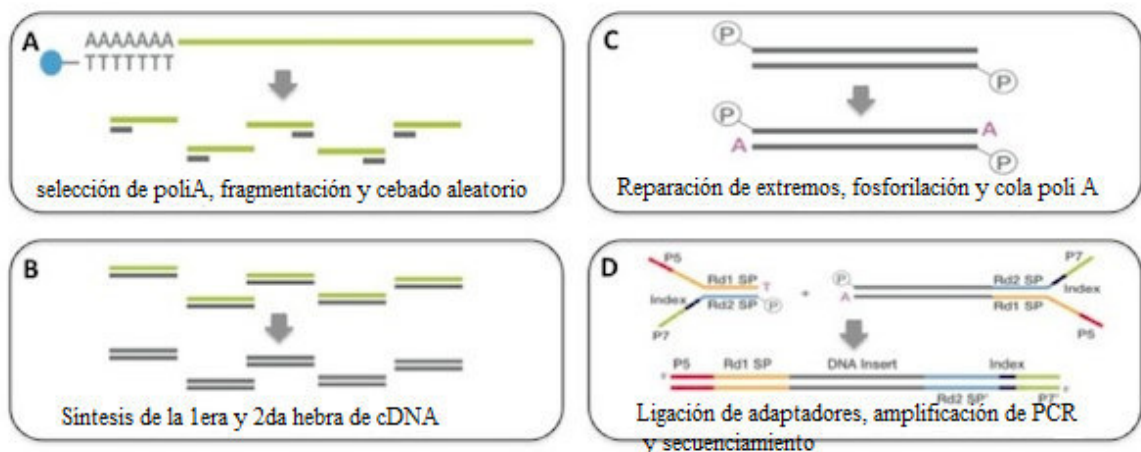 A
AAAAAAA
TTTTTTT
selección de poliA, fragmentación y cebado aleatorio
B
Síntesis de la 1era y 2da hebra de cDNA
C
P
P
P
A
A
P
Reparación de extremos, fosforilación y cola poli A
D
P5
Rd1 SP
T
Index
Rd2 SP
P
P7
+
P
A
Rd2 SP
Rd1 SP
P7
Index
P5
P5
Rd1 SP
DNA Insert
Index
Rd2 SP'
P7'
Ligación de adaptadores, amplificación de PCR
y secuenciamiento